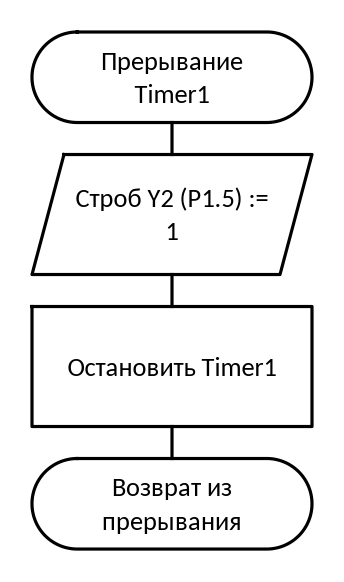 Прерывание
Timer1
Строб Y2 (P1.5) :=
1
Остановить Timer1
Возврат из
прерывания